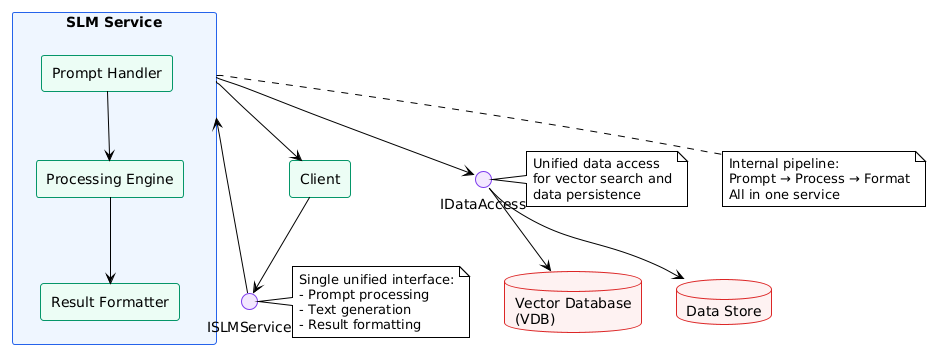 SLM Service
Prompt Handler
Processing Engine
Result Formatter
Client
ISLMService
Single unified interface:
- Prompt processing
- Text generation
- Result formatting
IDataAccess
Unified data access
for vector search and
data persistence
Internal pipeline:
Prompt → Process → Format
All in one service
Vector Database
(VDB)
Data Store